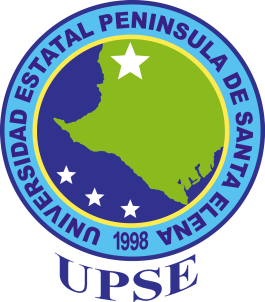 UNIVERSIDAD ESTATAL PENINSULA DE SANTA ELENA
1998
UPSE